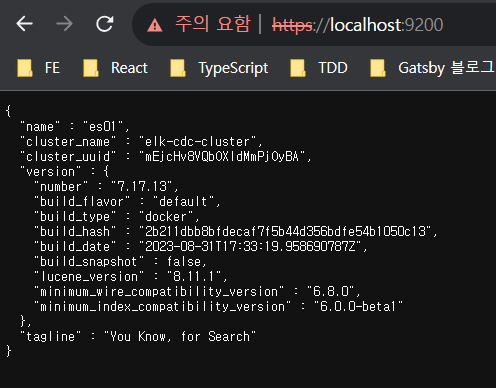 주의 요함 | https://localhost:9200
FE React TypeScript TDD Gatsby 블로그
{
"name" : "es01",
"cluster_name" : "elk-cdc-cluster",
"cluster_uuid" : "mEjcHv8VQbOXldMmPjOyBA",
"version" : {
"number" : "7.17.13",
"build_flavor" : "default",
"build_type" : "docker",
"build_hash" : "2b211dbb8bfdecaf7f5b44d356bdfe54b1050c13",
"build_date" : "2023-08-31T17:33:19.958690787Z",
"build_snapshot" : false,
"lucene_version" : "8.11.1",
"minimum_wire_compatibility_version" : "6.8.0",
"minimum_index_compatibility_version" : "6.0.0-beta1"
},
"tagline" : "You Know, for Search"
}